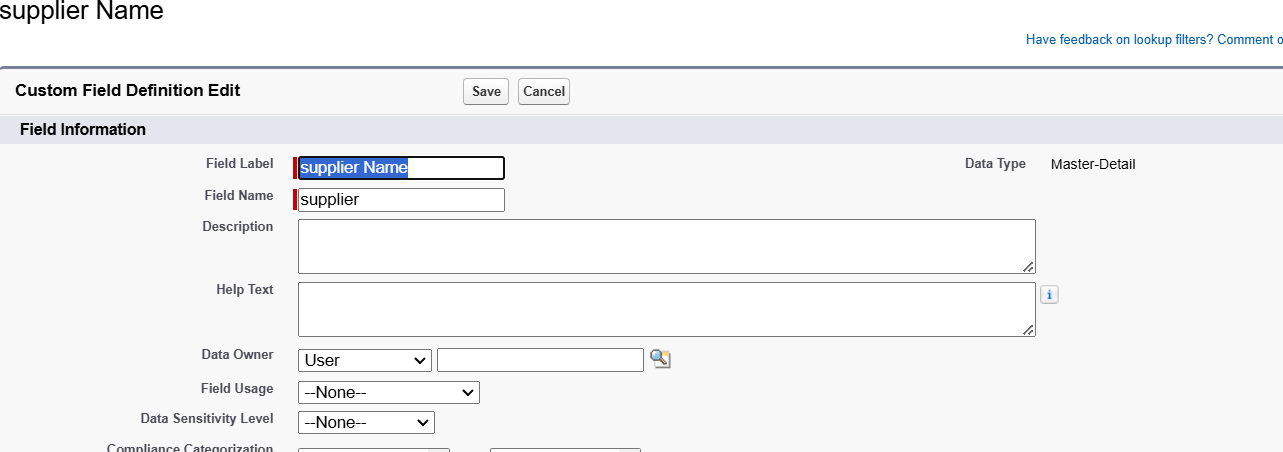 supplier Name
Have feedback on lookup filters? Comment o
Custom Field Definition Edit
Save
Cancel
Field Information
Field Label
supplier Name
Data Type
Master-Detail
Field Name
supplier
Description
Help Text
i
Data Owner
User
Field Usage
--None--
Data Sensitivity Level
--None--
Compliance Categorization